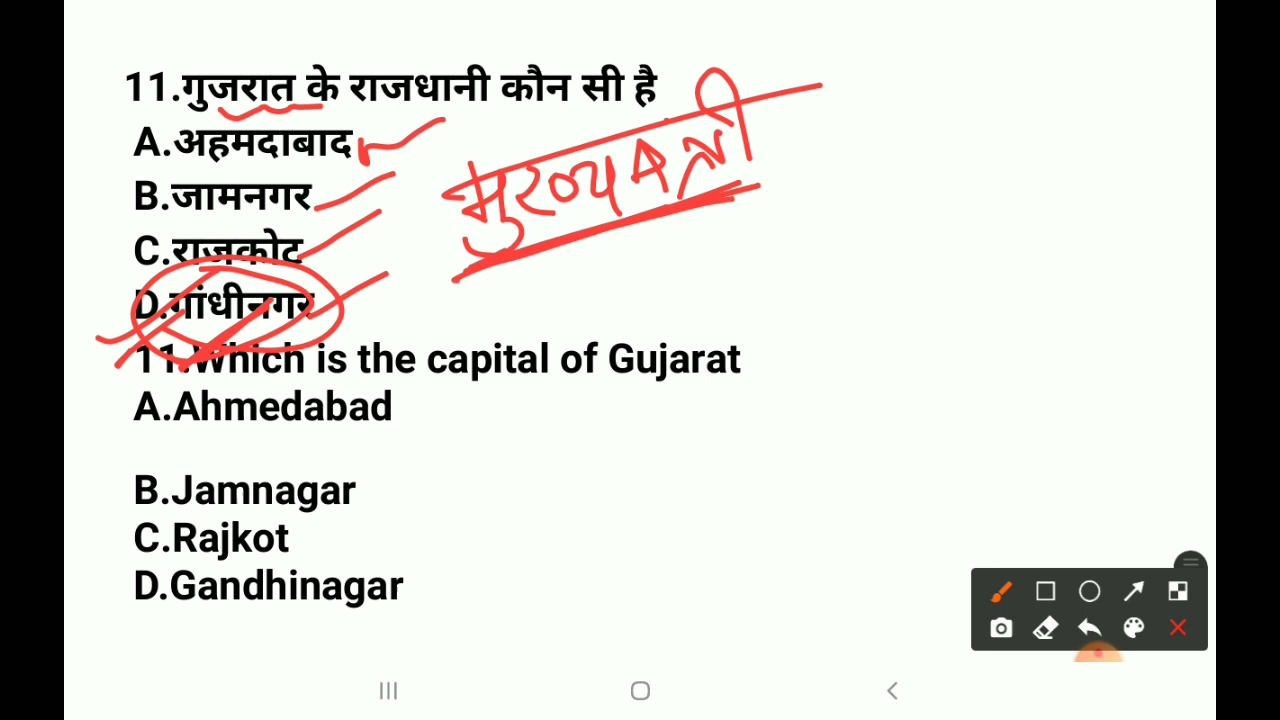 11.गुजरात के राजधानी कौन सी है
A.अहमदाबाद
B.जामनगर
C.राजकोट
D.गांधीनगर
मुख्यमंत्री
11.Which is the capital of Gujarat
A.Ahmedabad
B.Jamnagar
C.Rajkot
D.Gandhinagar